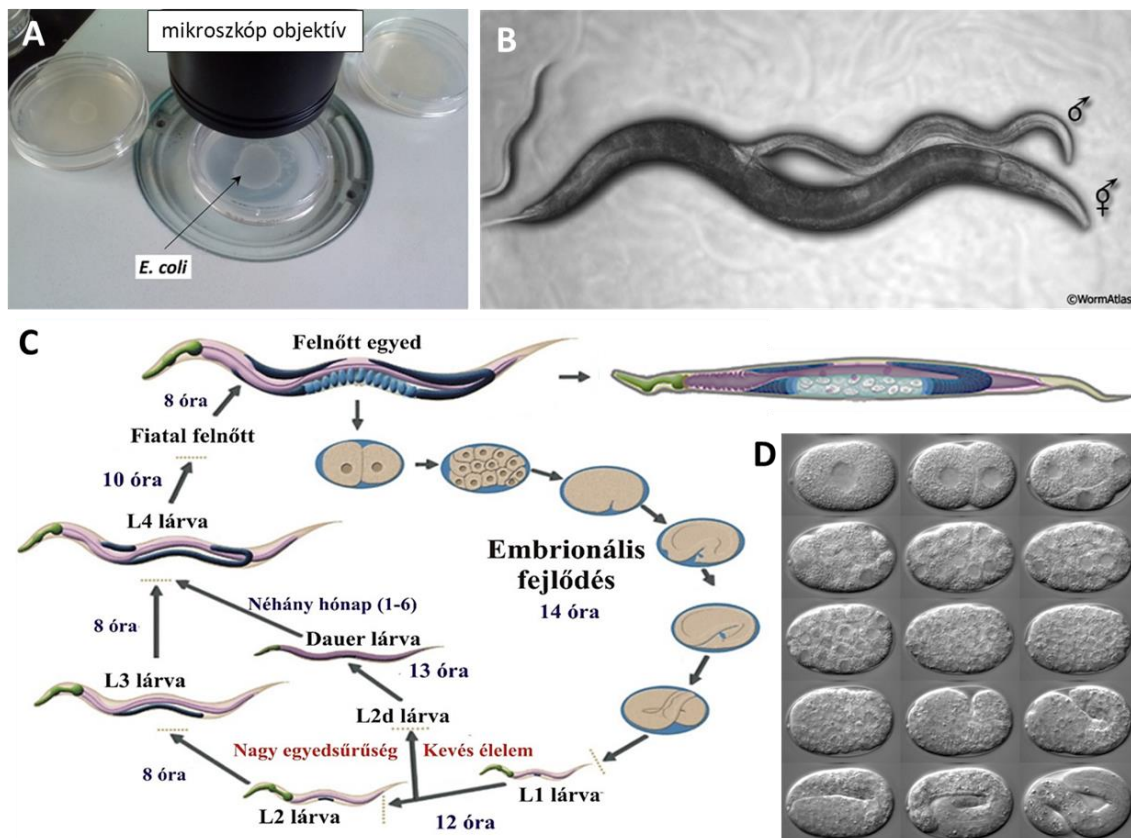 A
mikroszkóp objektív
E. coli
B
♂
⚥
©WormAtlas
C
Felnőtt egyed
8 óra
Fiatal felnőtt
10 óra
L4 lárva
Embrionális
fejlődés
14 óra
Néhány hónap (1-6)
8 óra
Dauer lárva
13 óra
L3 lárva
L2d lárva
Nagy egyedsűrűség
Kevés élelem
8 óra
L1 lárva
L2 lárva
12 óra
D